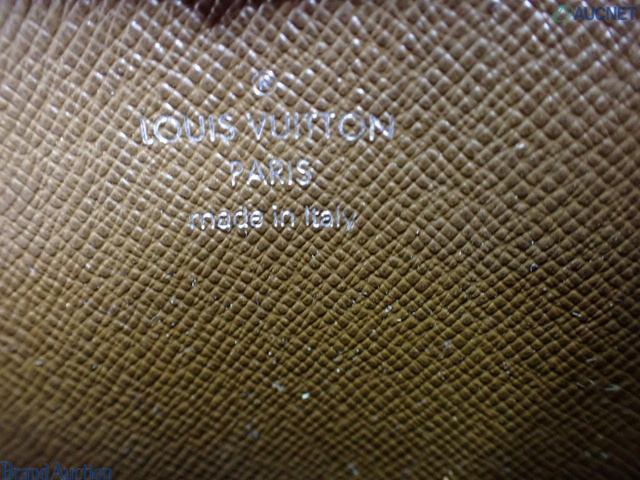 AUCNET
®
LOUIS VUITTON
PARIS
made in Italy
Brand Auction